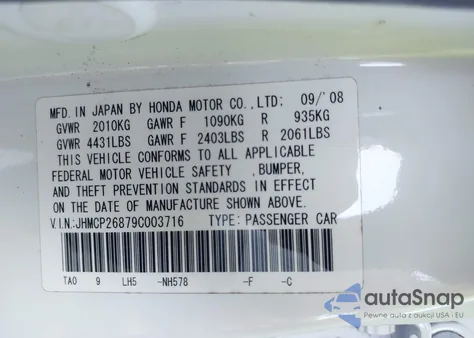 MFD. IN JAPAN BY HONDA MOTOR CO., LTD: 09/'08
GVWR 2010KG GAWR F 1090KG R 935KG
GVWR 4431LBS GAWR F 2403LBS R 2061LBS
THIS VEHICLE CONFORMS TO ALL APPLICABLE
FEDERAL MOTOR VEHICLE SAFETY , BUMPER,
AND THEFT PREVENTION STANDARDS IN EFFECT
ON THE DATE OF MANUFACTURE SHOWN ABOVE.
V.I.N:JHMCP26879C003716 TYPE: PASSENGER CAR
TA0 9 LH5 -NH578 -F -C
autoSnap
Pewne auta z aukcji USA i EU